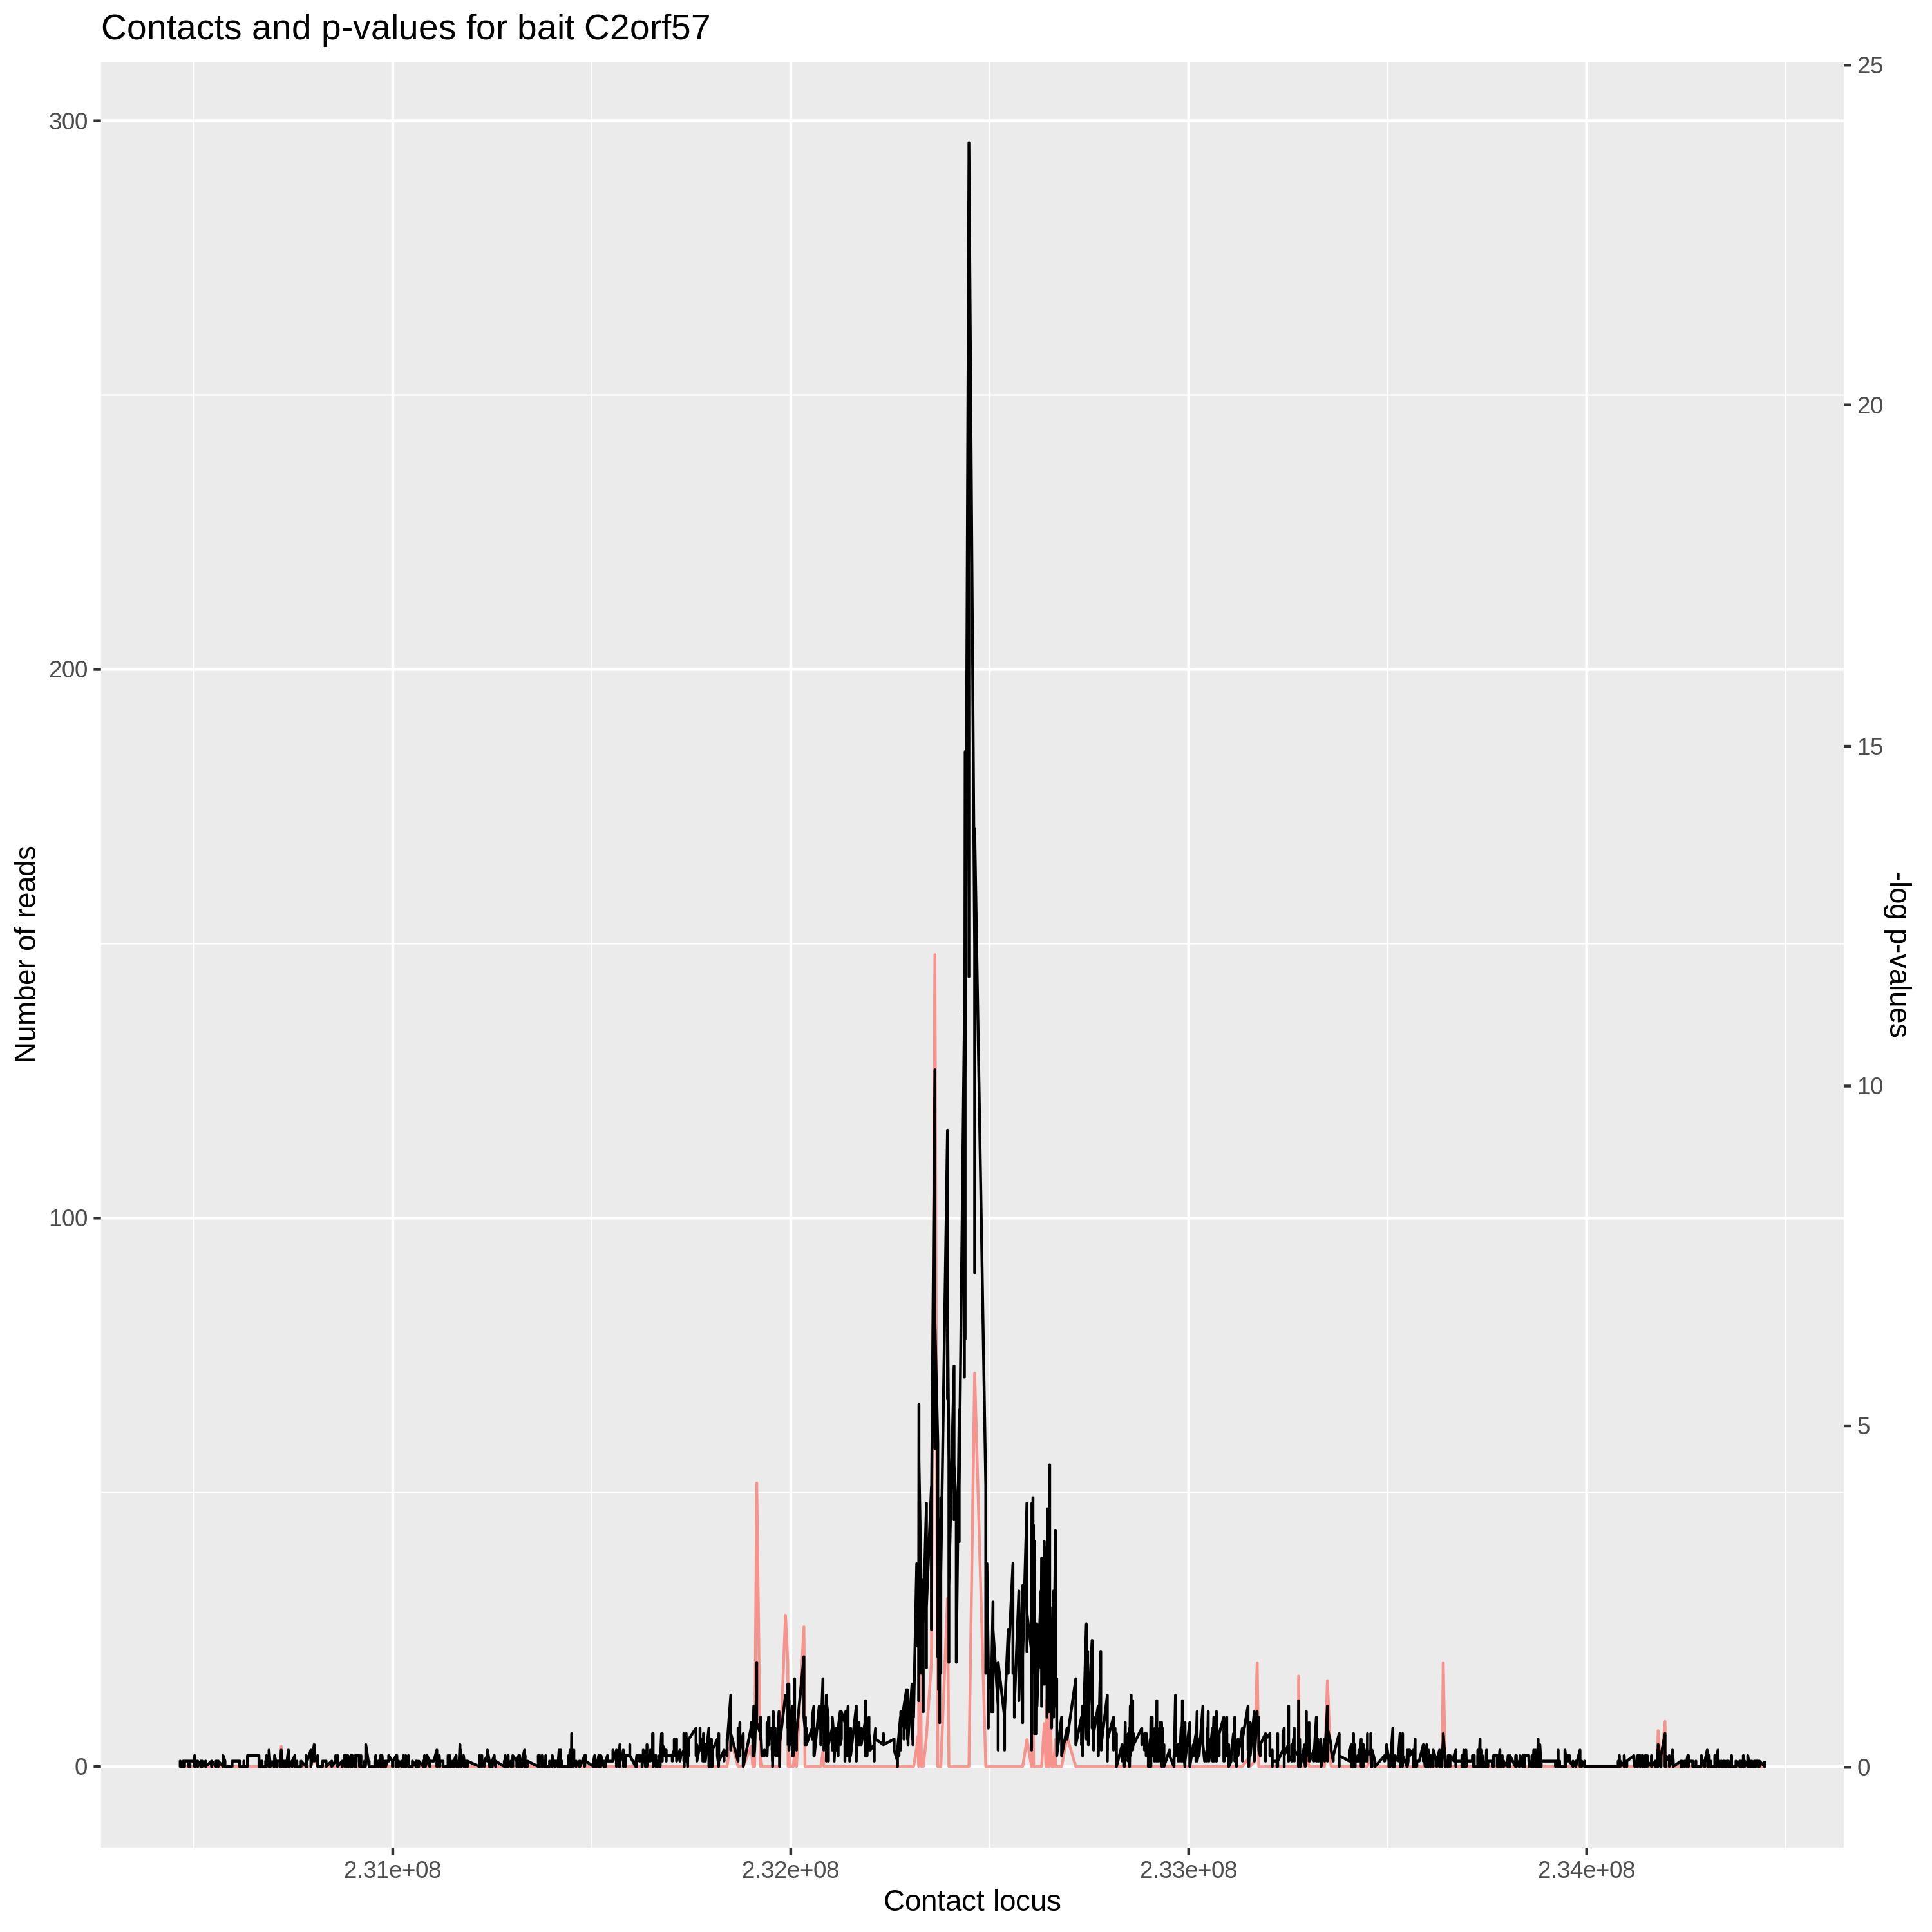 Contacts and p-values for bait C2orf57
Number of reads
300
200
100
0
25
20
15
10
5
0
-log p-values
2.31e+08 2.32e+08 2.33e+08 2.34e+08
Contact locus